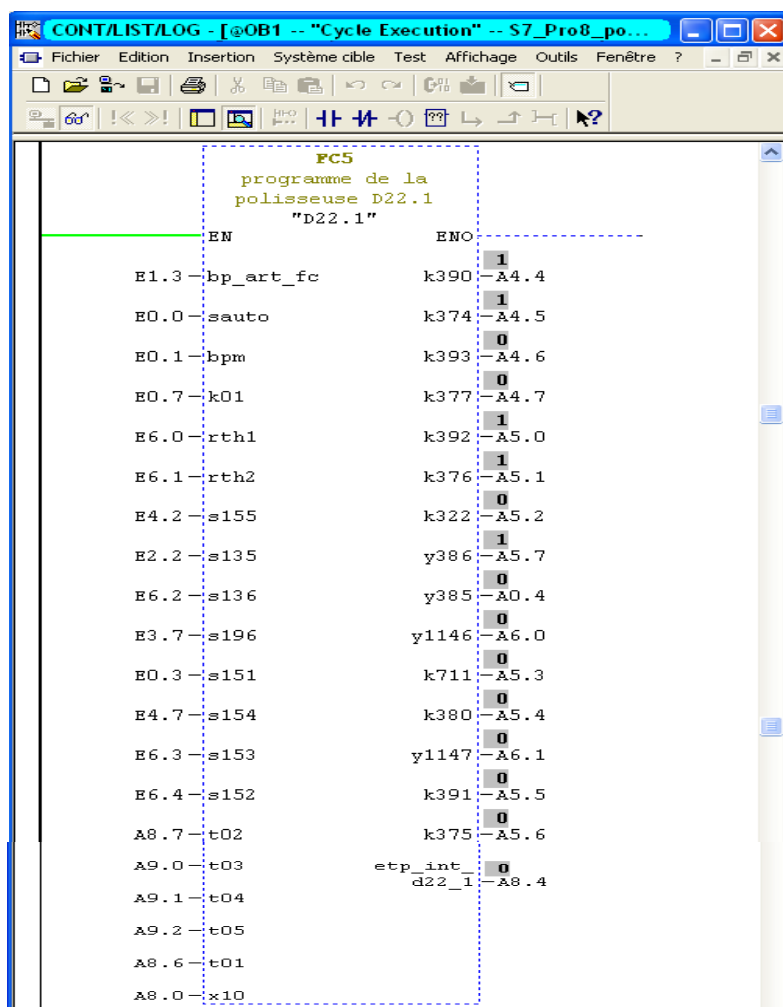 CONT/LIST/LOG - [@OB1 -- "Cycle Execution" -- S7_Pro8_po...
Fichier Edition Insertion Système cible Test Affichage Outils Fenêtre ?
FC5
programme de la
polisseuse D22.1
"D22.1"
EN ENO
1
E1.3 bp_art_fc k390 A4.4
1
E0.0 sauto k374 A4.5
0
E0.1 bpm k393 A4.6
0
E0.7 k01 k377 A4.7
1
E6.0 rth1 k392 A5.0
1
E6.1 rth2 k376 A5.1
0
E4.2 s155 k322 A5.2
1
E2.2 s135 y386 A5.7
0
E6.2 s136 y385 A0.4
0
E3.7 s196 y1146 A6.0
0
E0.3 s151 k711 A5.3
0
E4.7 s154 k380 A5.4
0
E6.3 s153 y1147 A6.1
0
E6.4 s152 k391 A5.5
0
A8.7 t02 k375 A5.6
A9.0 t03 etp_int_ 0
d22_1 A8.4
A9.1 t04
A9.2 t05
A8.6 t01
A8.0 x10